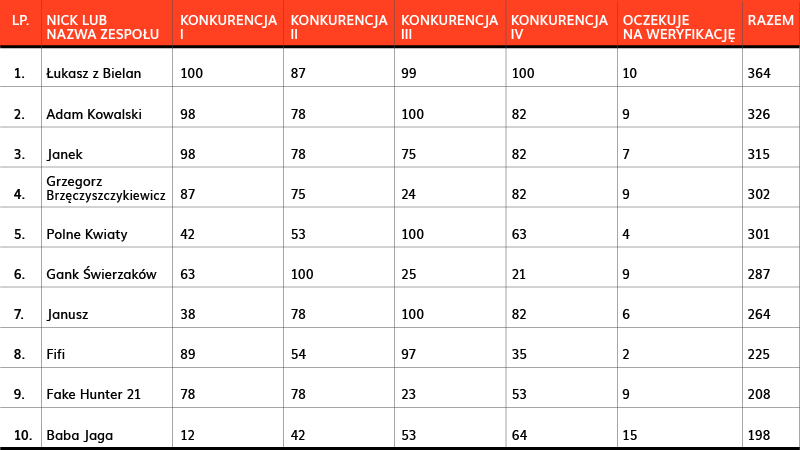 LP. NICK LUB NAZWA ZESPOŁU KONKURENCJA I KONKURENCJA II KONKURENCJA III KONKURENCJA IV OCZEKUJE NA WERYFIKACJĘ RAZEM
1. Łukasz z Bielan 100 87 99 100 10 364
2. Adam Kowalski 98 78 100 82 9 326
3. Janek 98 78 75 82 7 315
4. Grzegorz Brzęczyszczykiewicz 87 75 24 82 9 302
5. Polne Kwiaty 42 53 100 63 4 301
6. Gank Świerzaków 63 100 25 21 9 287
7. Janusz 38 78 100 82 6 264
8. Fifi 89 54 97 35 2 225
9. Fake Hunter 21 78 78 23 53 9 208
10. Baba Jaga 12 42 53 64 15 198